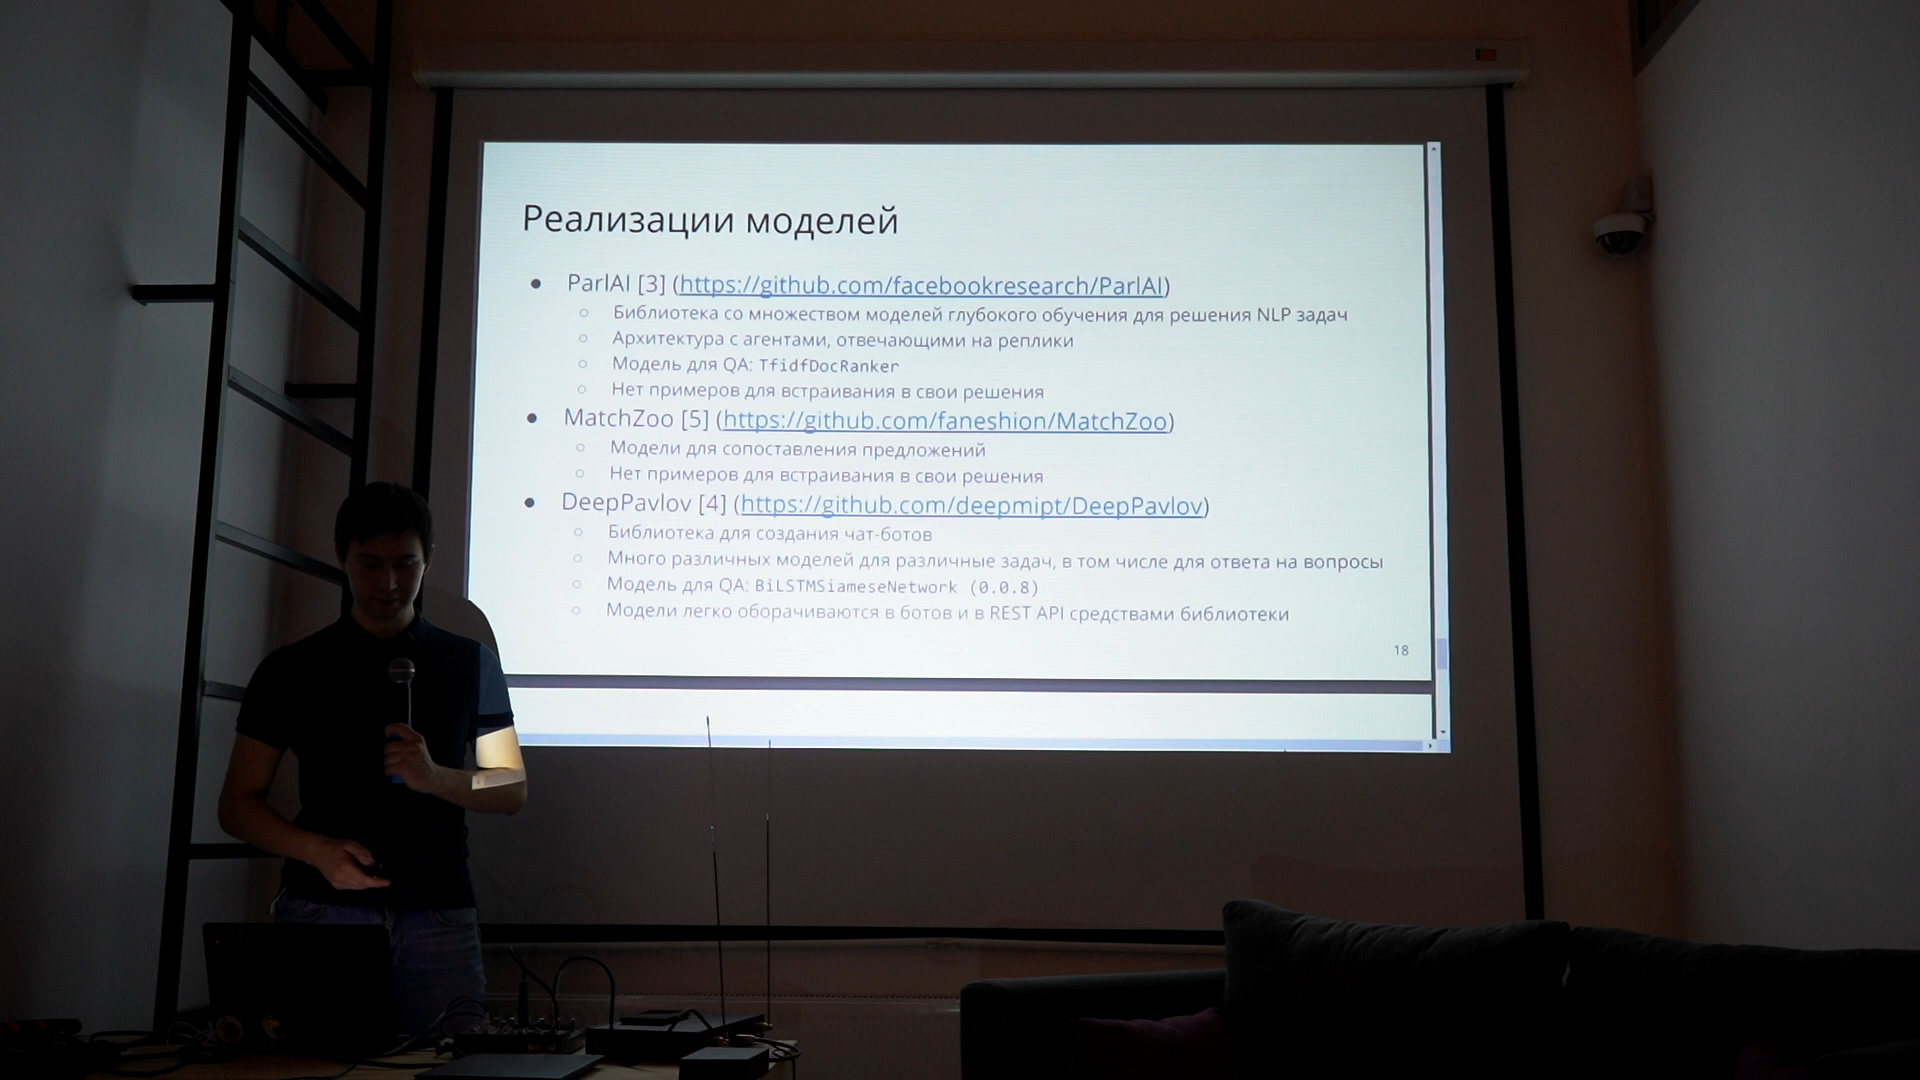 Реализации моделей
● ParlAI [3] (https://github.com/facebookresearch/ParlAI)
○ Библиотека со множеством моделей глубокого обучения для решения NLP задач
○ Архитектура с агентами, отвечающими на реплики
○ Модель для QA: TfidfDocRanker
○ Нет примеров для встраивания в свои решения
● MatchZoo [5] (https://github.com/faneshion/MatchZoo)
○ Модели для сопоставления предложений
○ Нет примеров для встраивания в свои решения
● DeepPavlov [4] (https://github.com/deepmipt/DeepPavlov)
○ Библиотека для создания чат-ботов
○ Много различных моделей для различные задач, в том числе для ответа на вопросы
○ Модель для QA: BiLSTMSiameseNetwork (0.0.8)
○ Модели легко оборачиваются в ботов и в REST API средствами библиотеки
18